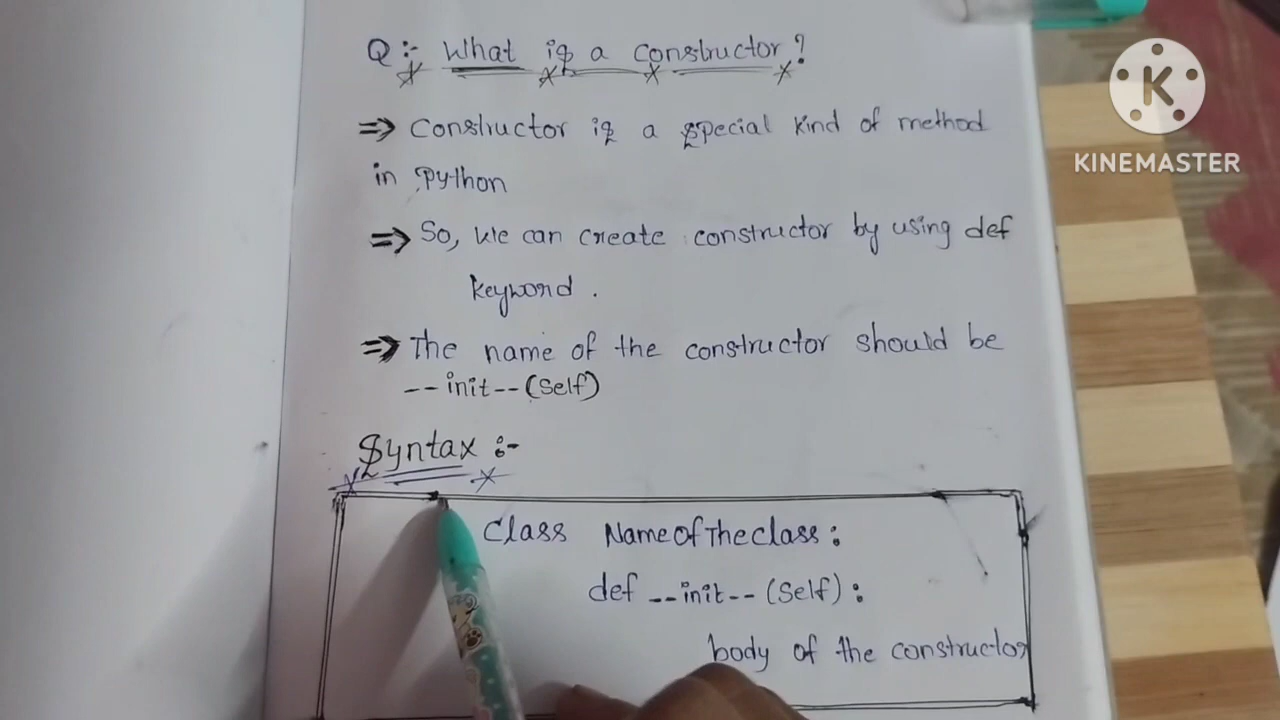 Q :- What is a constructor?
⇒ Constructor is a special kind of method
in Python
⇒ So, we can create constructor by using def
keyword.
⇒ The name of the constructor should be
--init--(Self)
Syntax :-
Class NameOfTheClass:
def --init--(Self):
body of the constructor
K
KINEMASTER